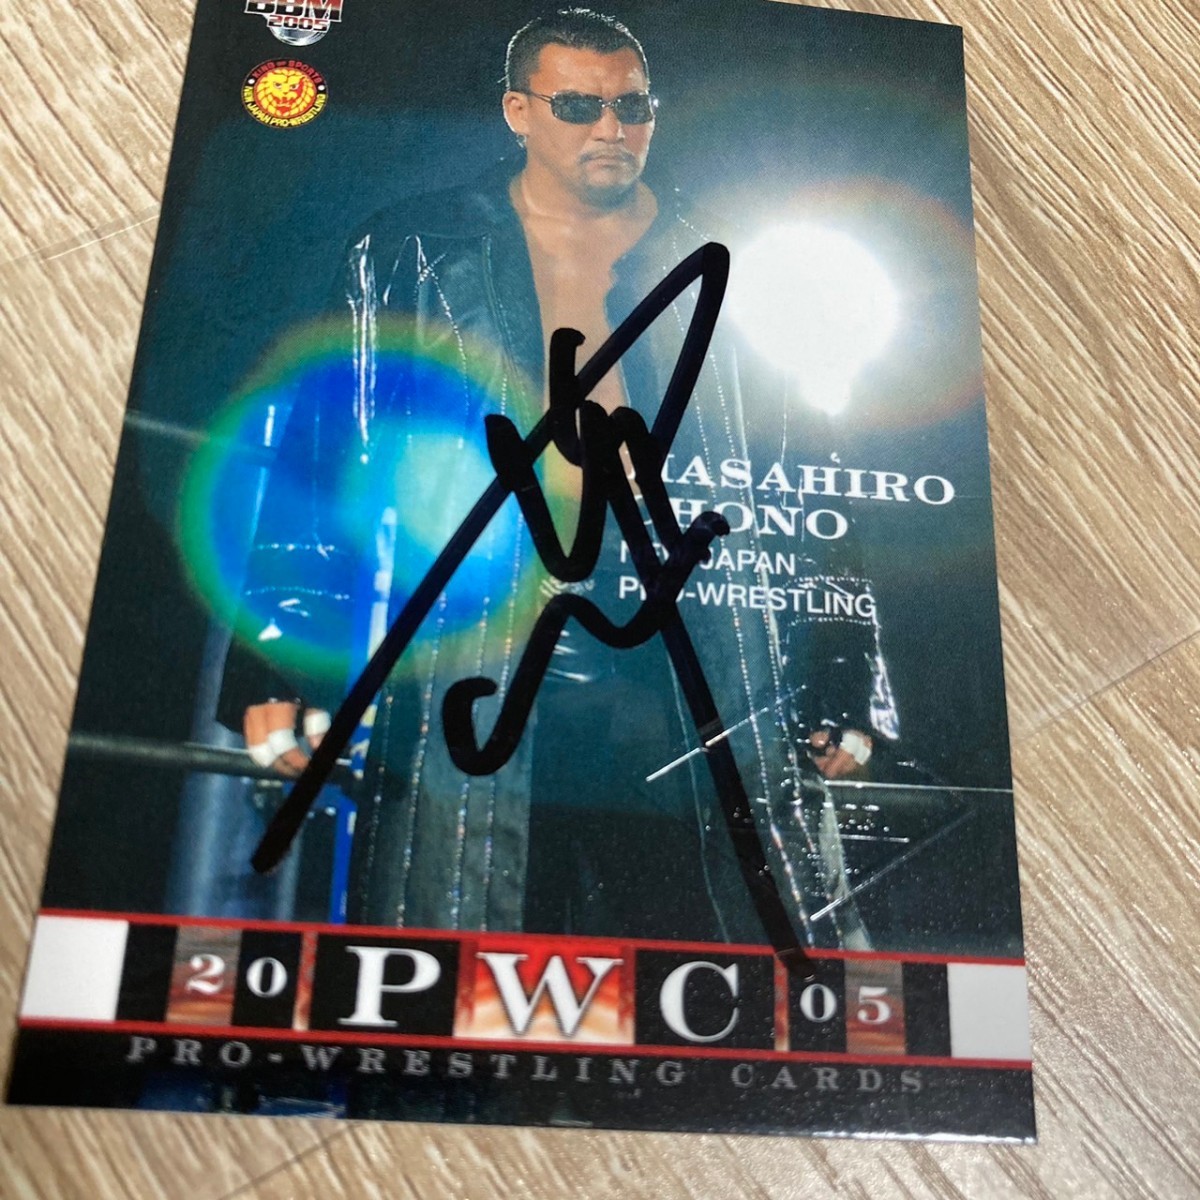 BBM
2005
KING OF SPORTS
NEW JAPAN PRO-WRESTLING
MASAHIRO
CHONO
NEW JAPAN
PRO-WRESTLING
20 PWC 05
PRO-WRESTLING CARDS